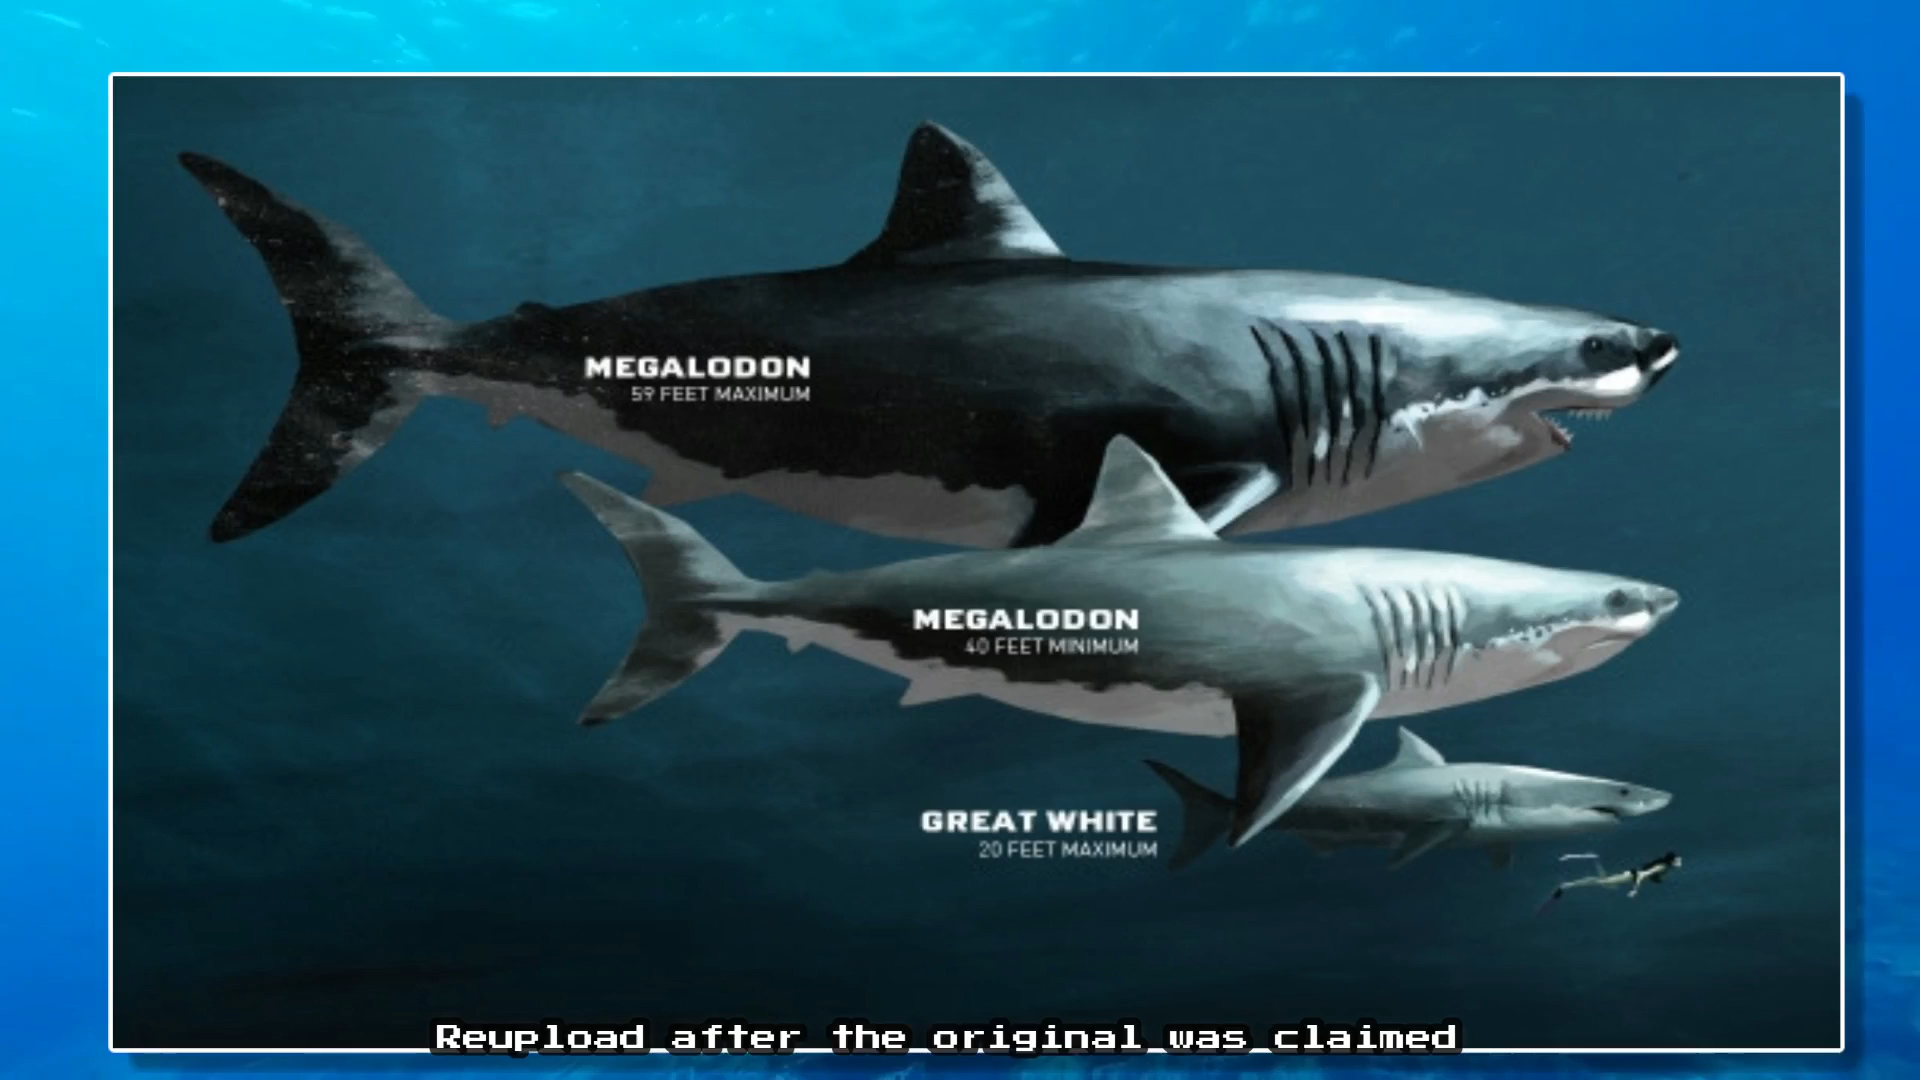 MEGALODON
59 FEET MAXIMUM
MEGALODON
40 FEET MINIMUM
GREAT WHITE
20 FEET MAXIMUM
Reupload after the original was claimed